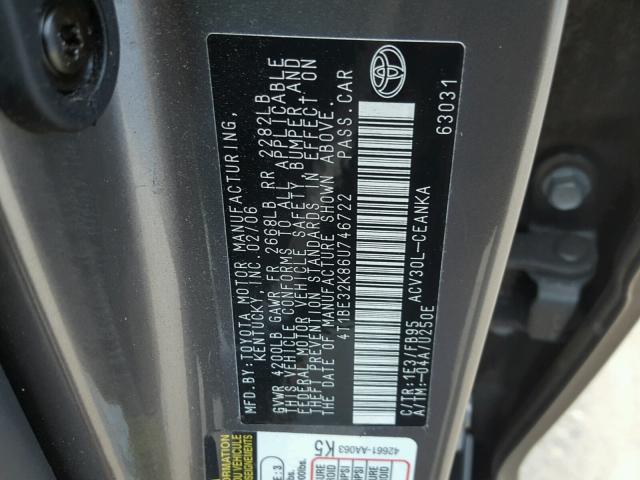 MFD.BY:TOYOTA MOTOR MANUFACTURING,
KENTUCKY, INC. 02/06
GVWR 4200LB GAWR FR 2668LB RR 2282LB
THIS VEHICLE CONFORMS TO ALL APPLICABLE
FEDERAL MOTOR VEHICLE SAFETY, BUMPER, AND
THEFT PREVENTION STANDARDS IN EFFECT ON
THE DATE OF MANUFACTURE SHOWN ABOVE.
4T1BE32K86U746722 PASS. CAR
C/TR:1E3/FB95 ACV30L-CEANKA
A/TM:-04A/U250E
63031
42661-AA063
K5